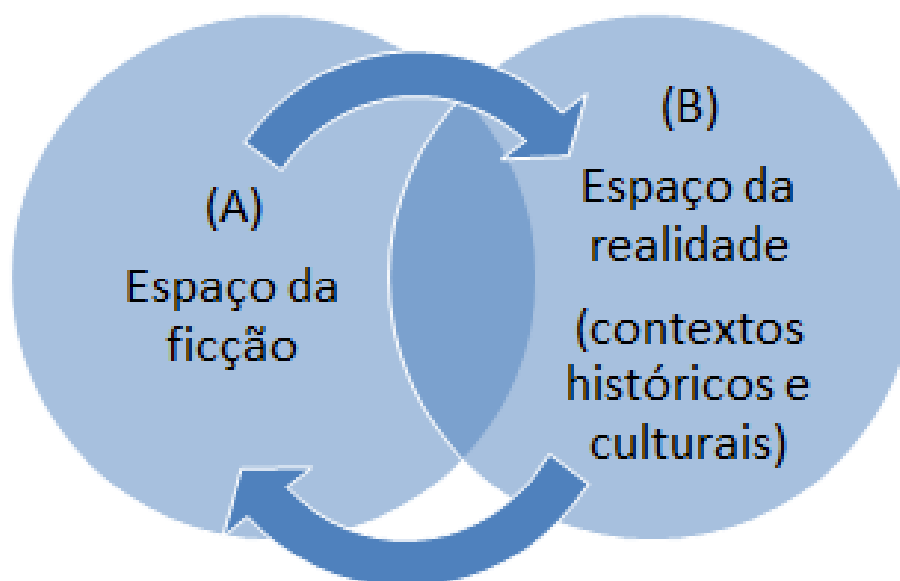 (A)
Espaço da
ficção
(B)
Espaço da
realidade
(contextos
históricos e
culturais)